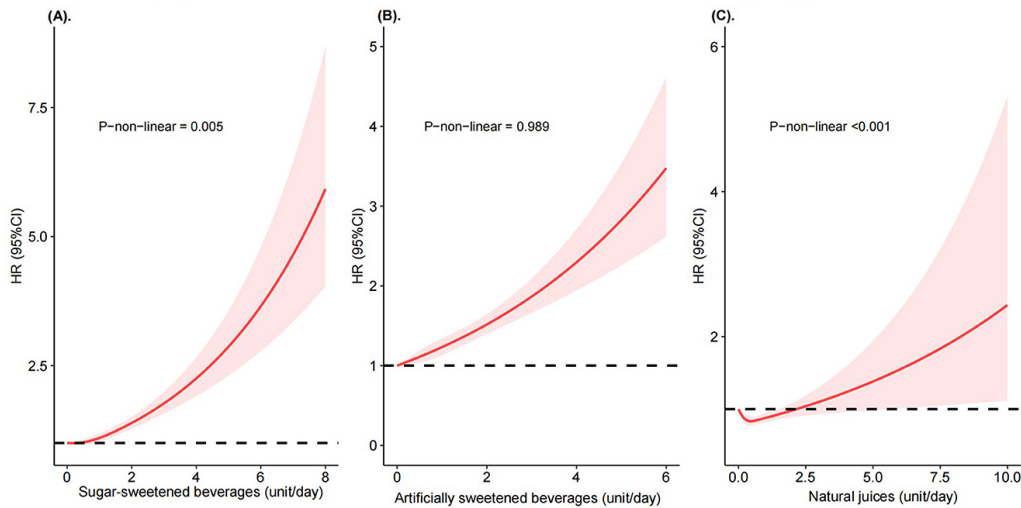 (A).
HR (95%CI)
7.5
5.0
2.5
P−non−linear = 0.005
0 2 4 6 8
Sugar-sweetened beverages (unit/day)
(B).
HR (95%CI)
5
4
3
2
1
0
P−non−linear = 0.989
0 2 4 6
Artificially sweetened beverages (unit/day)
(C).
HR (95%CI)
6
4
2
P−non−linear <0.001
0.0 2.5 5.0 7.5 10.0
Natural juices (unit/day)